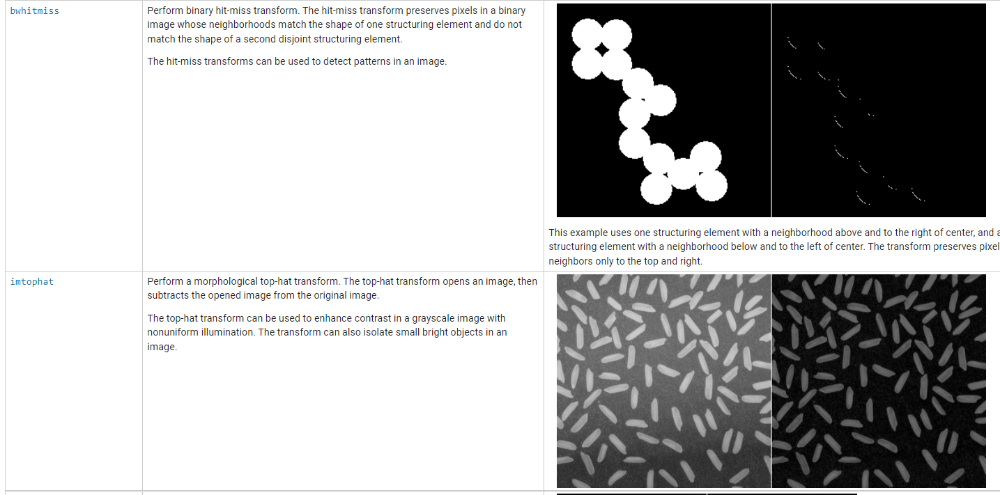 bwhitmiss
Perform binary hit-miss transform. The hit-miss transform preserves pixels in a binary
image whose neighborhoods match the shape of one structuring element and do not
match the shape of a second disjoint structuring element.
The hit-miss transforms can be used to detect patterns in an image.
This example uses one structuring element with a neighborhood above and to the right of center, and a
structuring element with a neighborhood below and to the left of center. The transform preserves pixel
neighbors only to the top and right.
imtophat
Perform a morphological top-hat transform. The top-hat transform opens an image, then
subtracts the opened image from the original image.
The top-hat transform can be used to enhance contrast in a grayscale image with
nonuniform illumination. The transform can also isolate small bright objects in an
image.